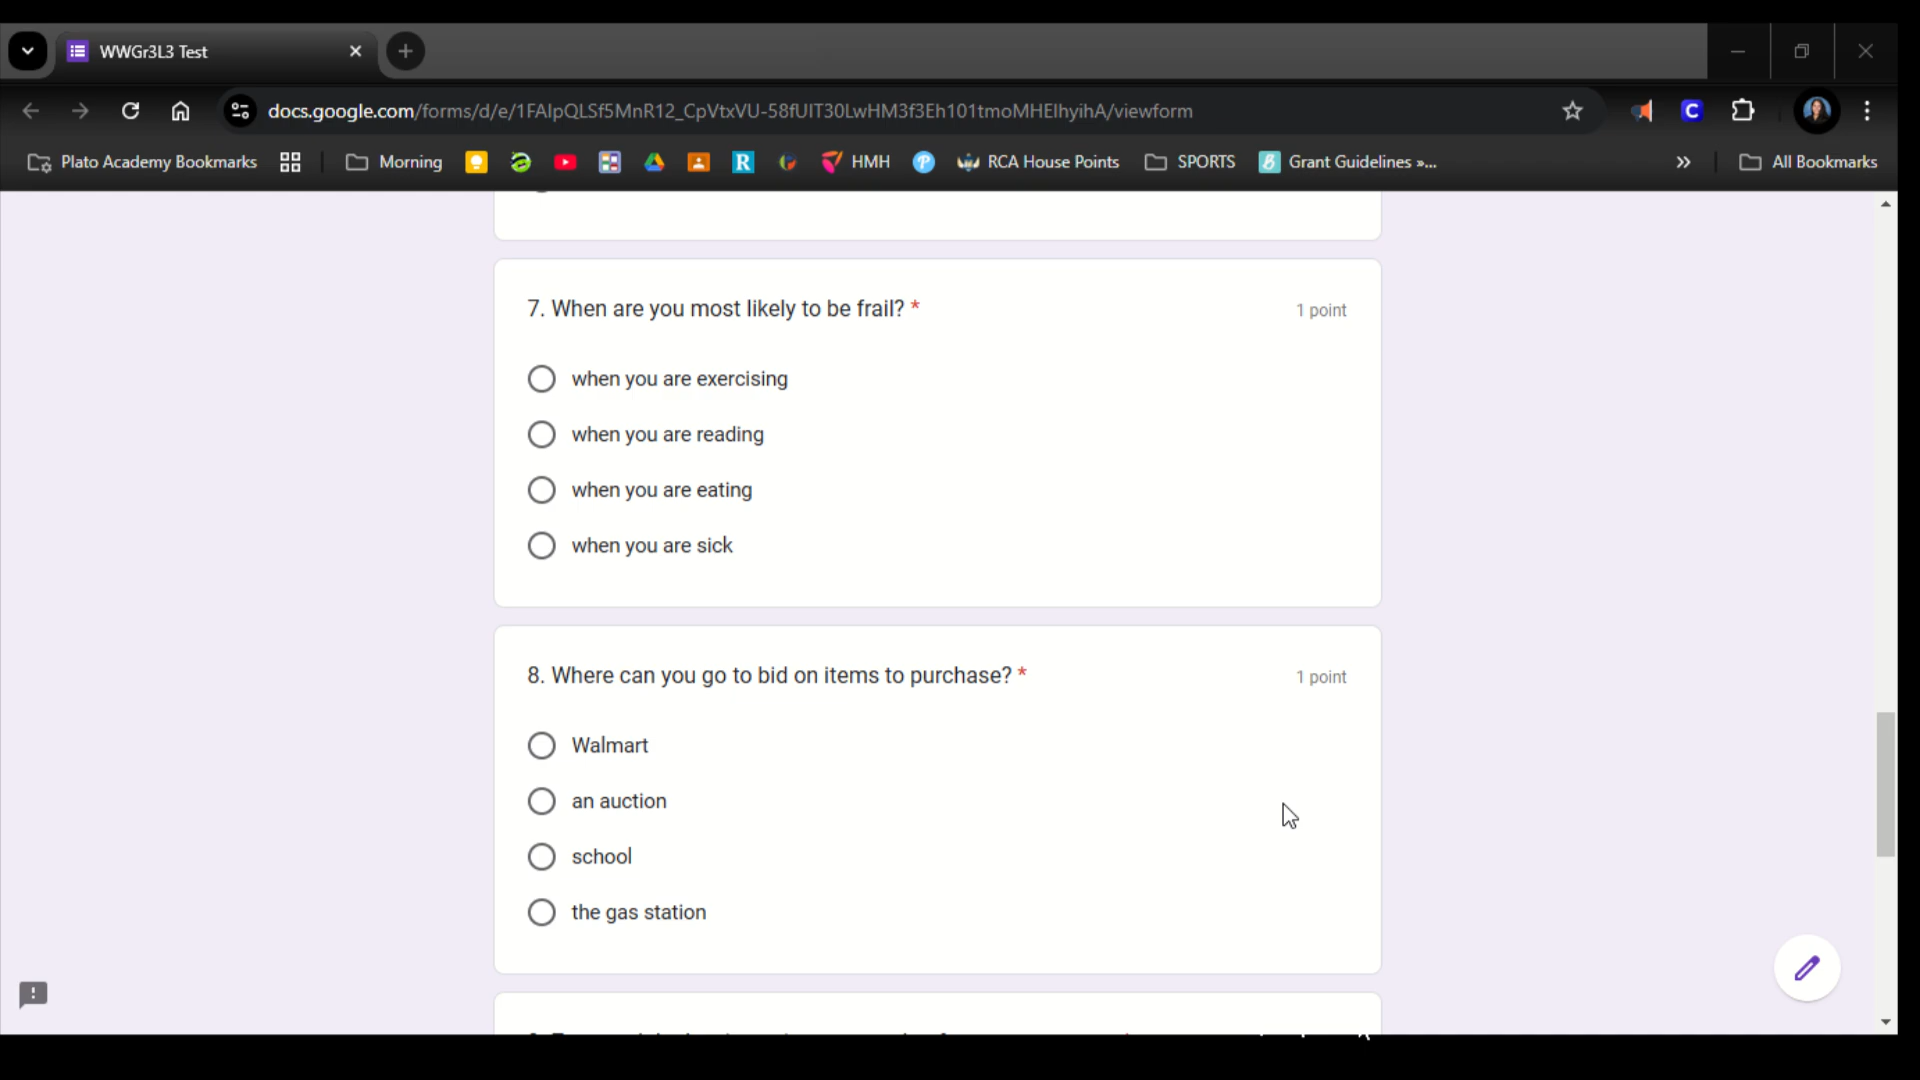 WWGr3L3 Test
docs.google.com/forms/d/e/1FAIpQLSf5MnR12_CpVtxVU-58fUIT30LwHM3f3Eh101tmoMHEIhyihA/viewform
Plato Academy Bookmarks Morning HMH RCA House Points SPORTS Grant Guidelines »... All Bookmarks
7. When are you most likely to be frail? * 1 point
when you are exercising
when you are reading
when you are eating
when you are sick
8. Where can you go to bid on items to purchase? * 1 point
Walmart
an auction
school
the gas station